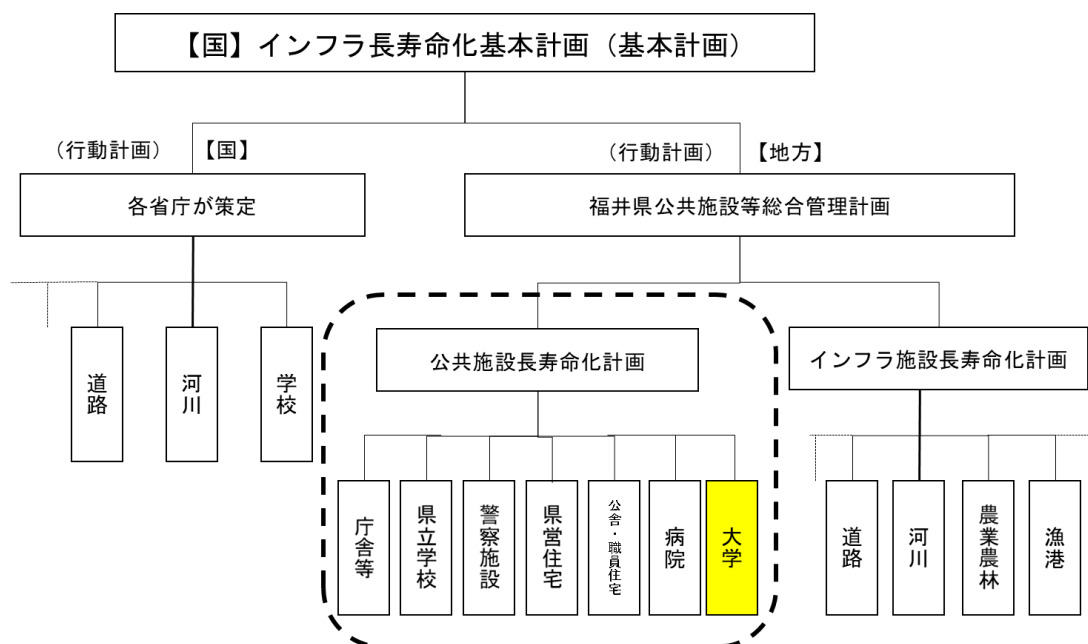 【国】インフラ長寿命化基本計画（基本計画）
（行動計画）
【国】
（行動計画）
【地方】
各省庁が策定
福井県公共施設等総合管理計画
道路
河川
学校
公共施設長寿命化計画
インフラ施設長寿命化計画
庁舎等
県立学校
警察施設
県営住宅
公舎・職員住宅
病院
大学
道路
河川
農業農林
漁港